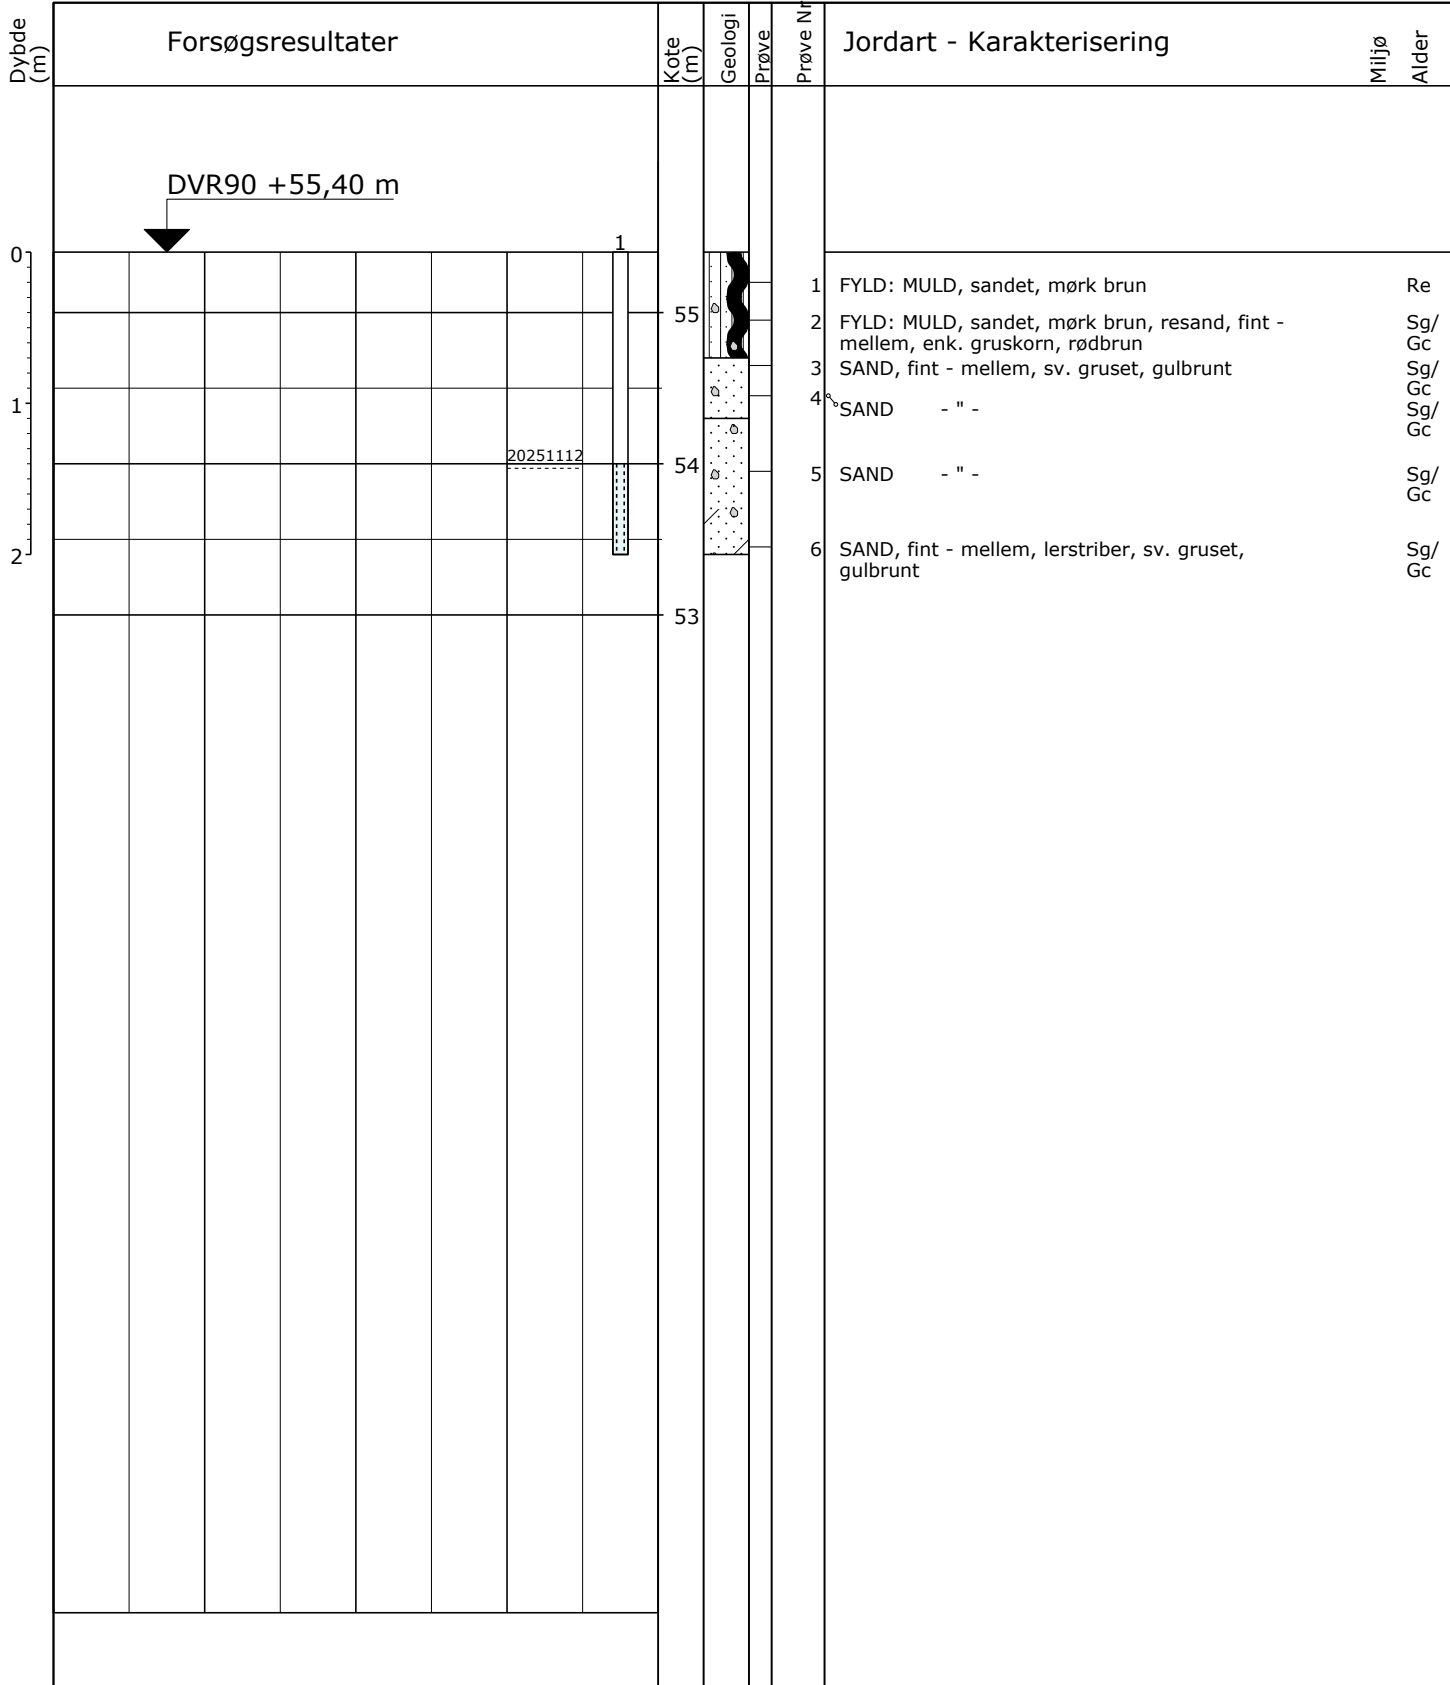 Dybde (m)
Forsøgsresultater
Kote (m)
Geologi
Prøve
Prøve Nr
Jordart - Karakterisering
Miljø
Alder
DVR90 +55,40 m
1
0
1 FYLD: MULD, sandet, mørk brun Re
55
2 FYLD: MULD, sandet, mørk brun, resand, fint - Sg/
mellem, enk. gruskorn, rødbrun Gc
3 SAND, fint - mellem, sv. gruset, gulbrunt Sg/
Gc
1
4 SAND - " - Sg/
Gc
20251112
54
5 SAND - " - Sg/
Gc
2
6 SAND, fint - mellem, lerstriber, sv. gruset, Sg/
gulbrunt Gc
53